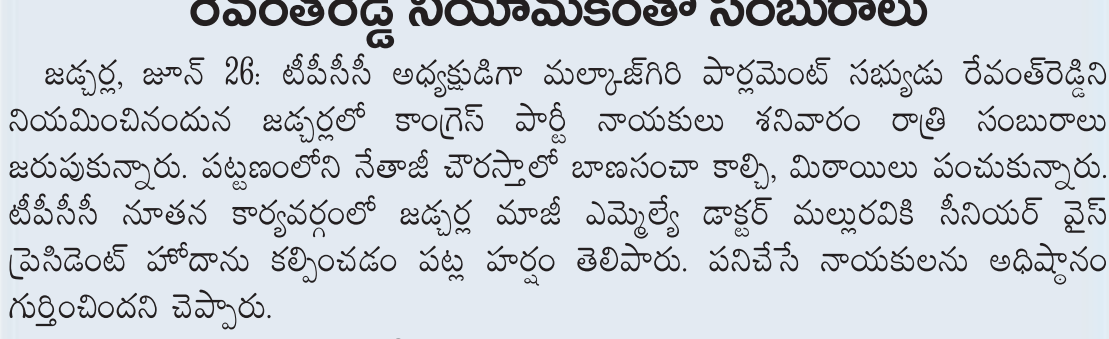 రేవంత్‌రెడ్డి నియామకంతో సంబురాలు
జడ్చర్ల, జూన్ 26: టీపీసీసీ అధ్యక్షుడిగా మల్కాజ్‌గిరి పార్లమెంట్ సభ్యుడు రేవంత్‌రెడ్డిని
నియమించినందున జడ్చర్లలో కాంగ్రెస్ పార్టీ నాయకులు శనివారం రాత్రి సంబురాలు
జరుపుకున్నారు. పట్టణంలోని నేతాజీ చౌరస్తాలో బాణసంచా కాల్చి, మిఠాయిలు పంచుకున్నారు.
టీపీసీసీ నూతన కార్యవర్గంలో జడ్చర్ల మాజీ ఎమ్మెల్యే డాక్టర్ మల్లురవికి సీనియర్ వైస్
ప్రెసిడెంట్ హోదాను కల్పించడం పట్ల హర్షం తెలిపారు. పనిచేసే నాయకులను అధిష్ఠానం
గుర్తించిందని చెప్పారు.